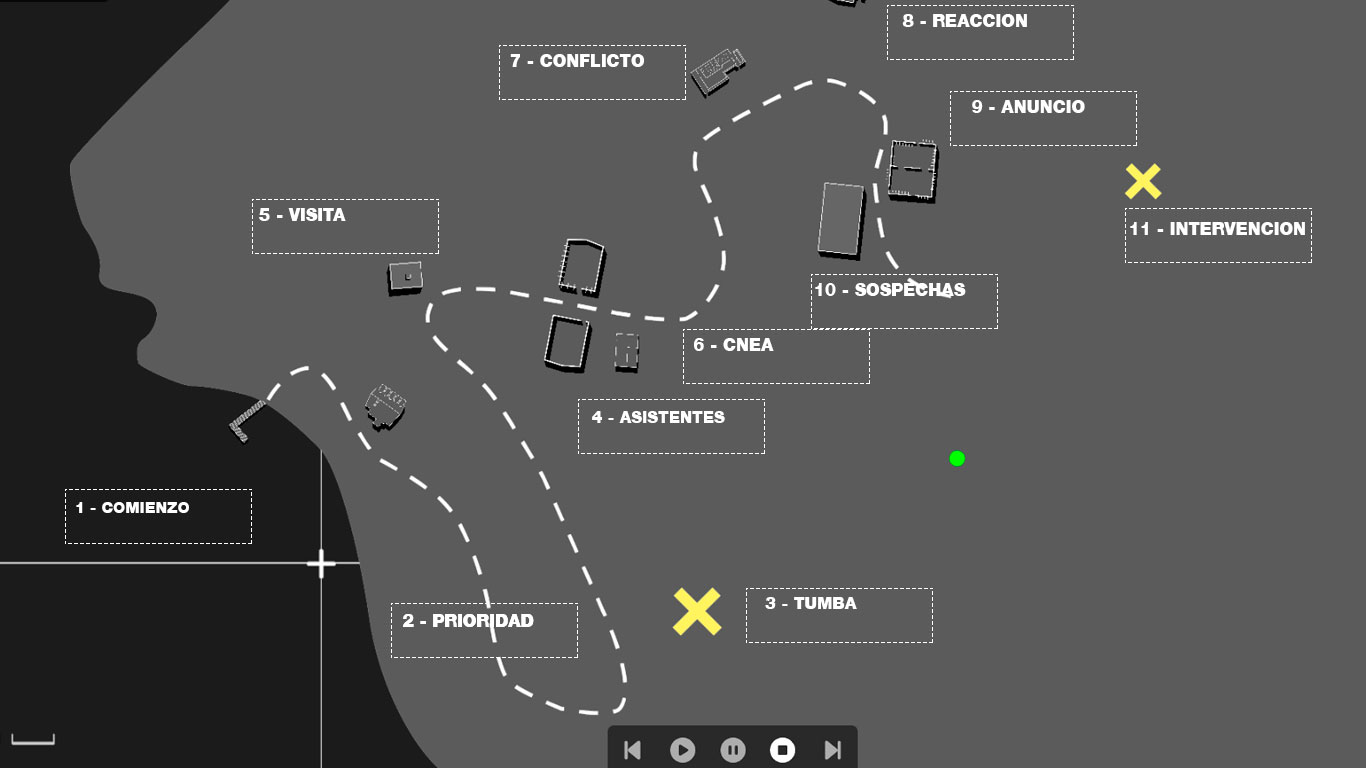 8 - REACCION
7 - CONFLICTO
9 - ANUNCIO
5 - VISITA
11 - INTERVENCION
10 - SOSPECHAS
6 - CNEA
4 - ASISTENTES
1 - COMIENZO
3 - TUMBA
2 - PRIORIDAD